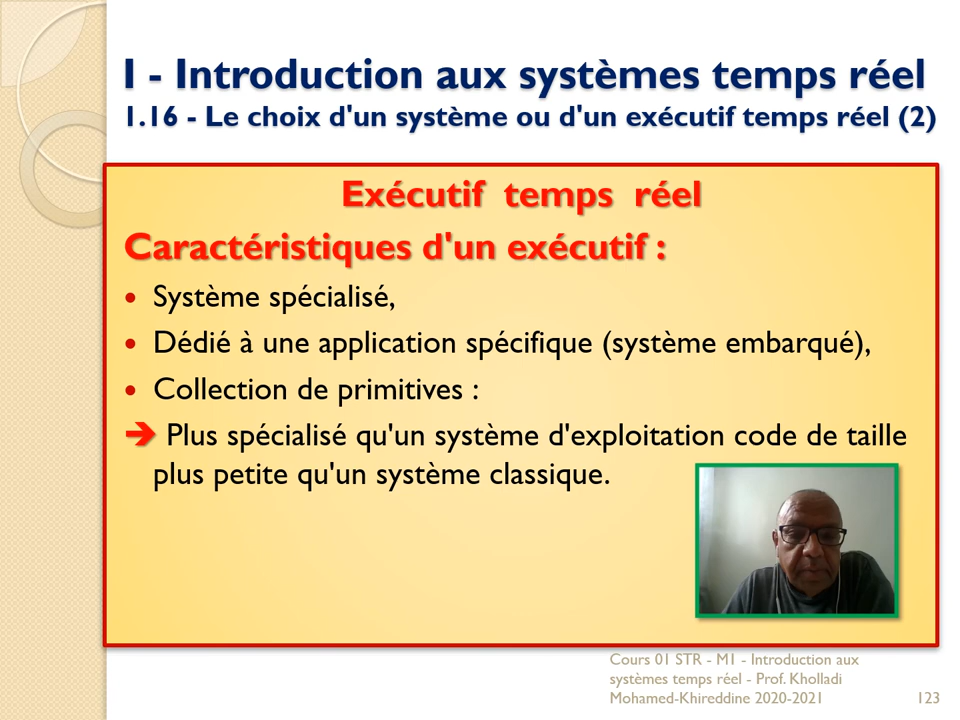 I - Introduction aux systèmes temps réel
1.16 - Le choix d'un système ou d'un exécutif temps réel (2)
Exécutif temps réel
Caractéristiques d'un exécutif :
• Système spécialisé,
• Dédié à une application spécifique (système embarqué),
• Collection de primitives :
➔ Plus spécialisé qu'un système d'exploitation code de taille
plus petite qu'un système classique.
Cours 01 STR - M1 - Introduction aux
systèmes temps réel - Prof. Kholladi
Mohamed-Khireddine 2020-2021
123